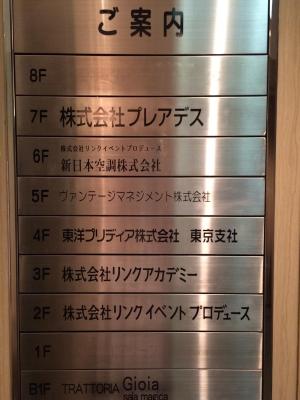 ご案内
8F
7F 株式会社プレアデス
6F 株式会社リンクイベントプロデュース
新日本空調株式会社
5F ヴァンテージマネジメント株式会社
4F 東洋プリディア株式会社 東京支社
3F 株式会社リンクアカデミー
2F 株式会社リンクイベントプロデュース
1F
B1F TRATTORIA Gioia
sala magica